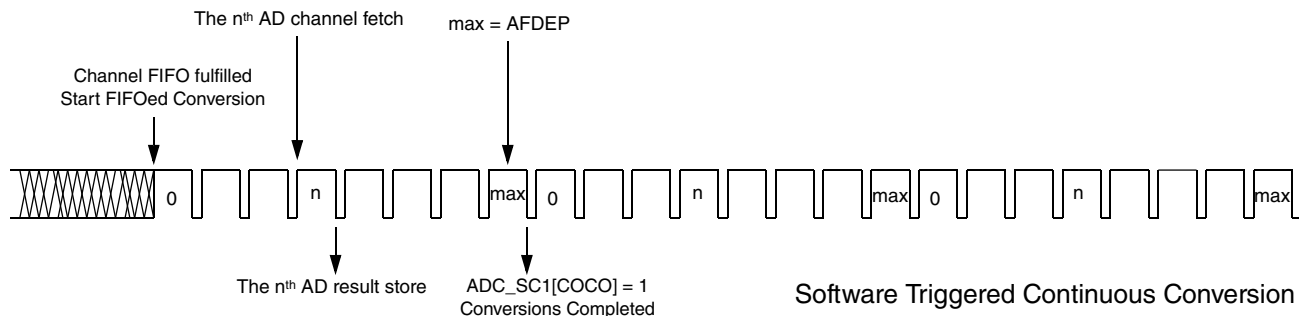 The nth AD channel fetch
max = AFDEP
Channel FIFO fulfilled
Start FIFOed Conversion
0 n max 0 n max 0 n max
The nth AD result store
ADC_SC1[COCO] = 1
Conversions Completed
Software Triggered Continuous Conversion